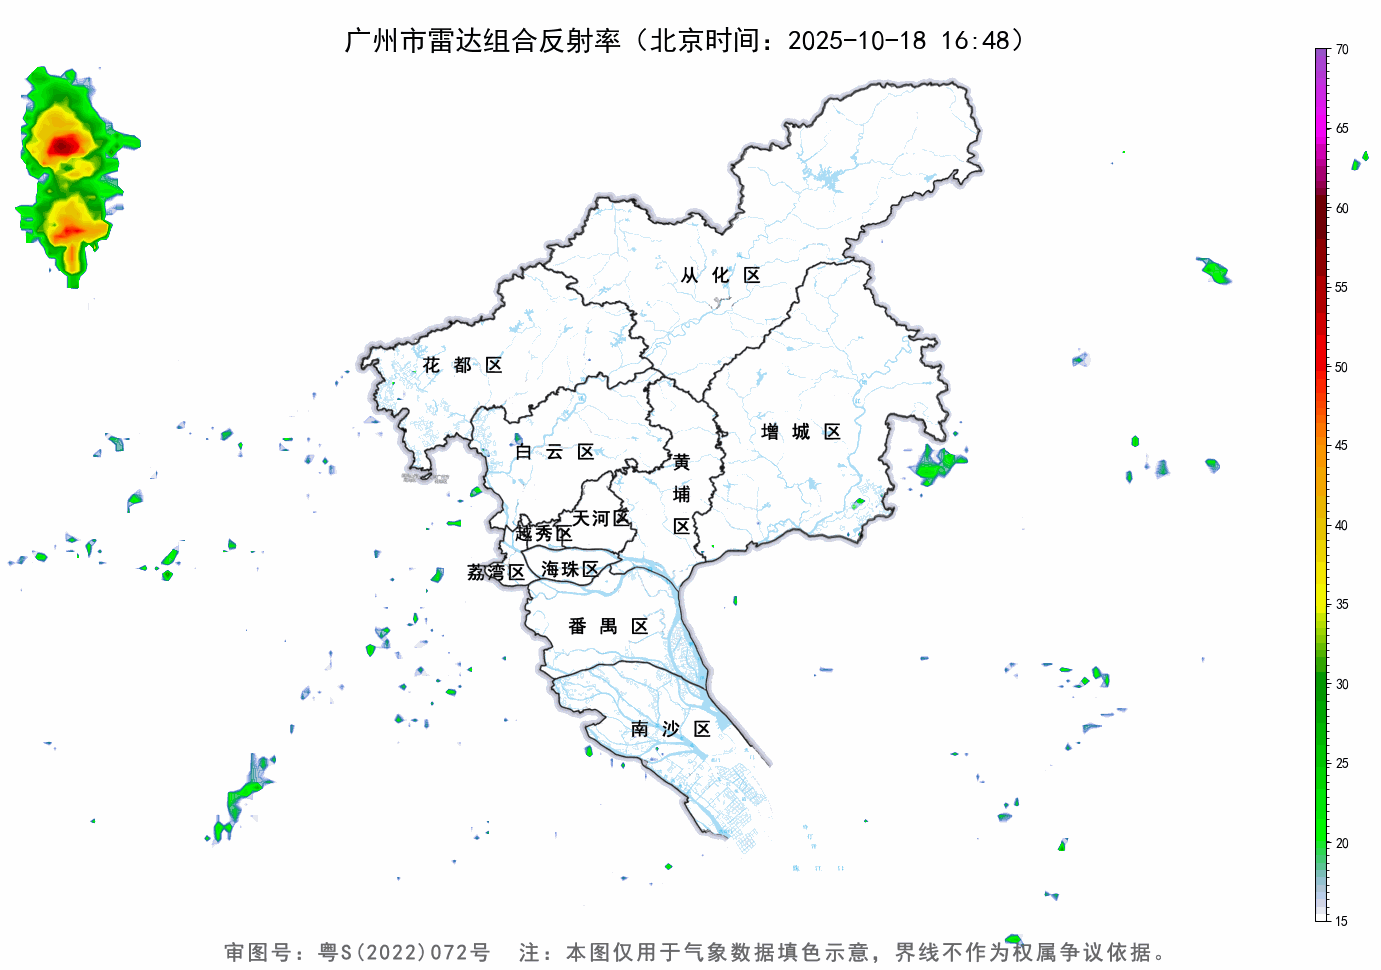 广州市雷达组合反射率（北京时间：2025-10-18 16:48）
70
65
60
55
50
45
40
35
30
25
20
15
从化区
花都区
增城区
白云区
黄埔区
天河区
越秀区
荔湾区
海珠区
番禺区
南沙区
审图号：粤S(2022)072号 注：本图仅用于气象数据填色示意，界线不作为权属争议依据。